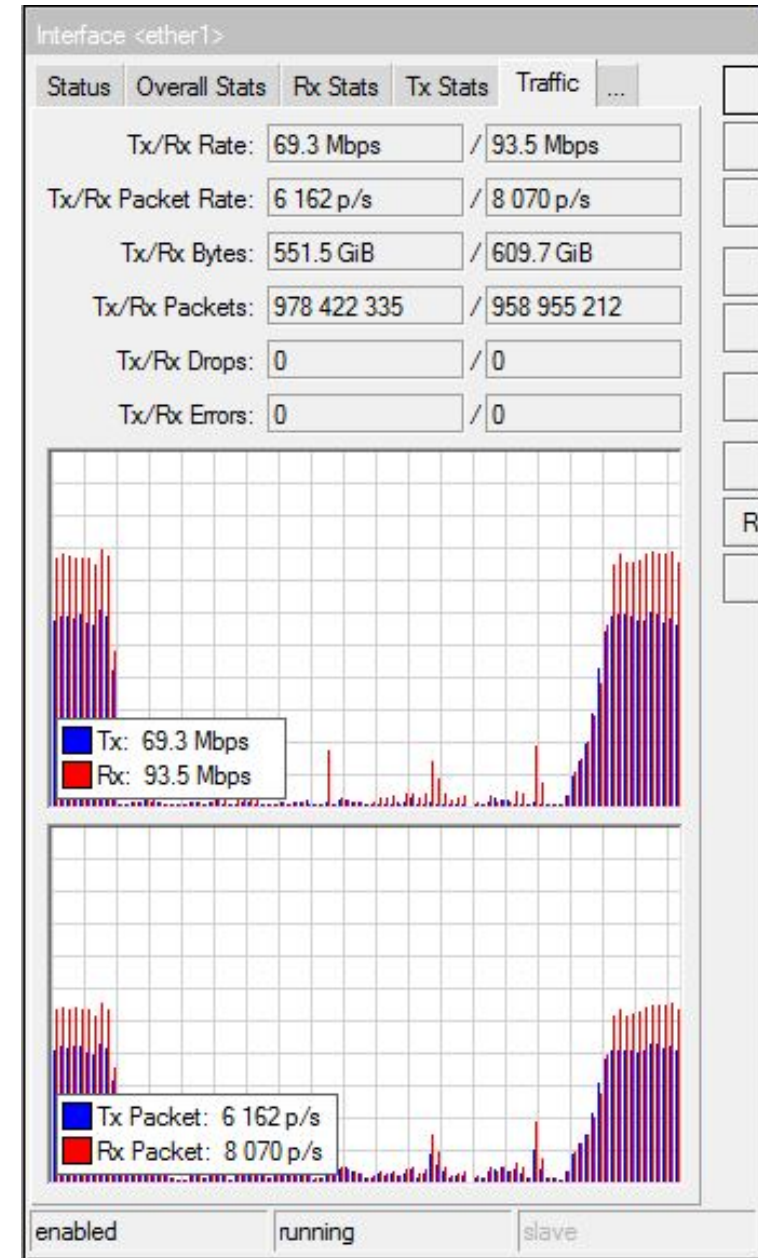 Interface <ether1>
Status Overall Stats Rx Stats Tx Stats Traffic ...
Tx/Rx Rate: 69.3 Mbps / 93.5 Mbps
Tx/Rx Packet Rate: 6 162 p/s / 8 070 p/s
Tx/Rx Bytes: 551.5 GiB / 609.7 GiB
Tx/Rx Packets: 978 422 335 / 958 955 212
Tx/Rx Drops: 0 / 0
Tx/Rx Errors: 0 / 0
R
Tx: 69.3 Mbps
Rx: 93.5 Mbps
Tx Packet: 6 162 p/s
Rx Packet: 8 070 p/s
enabled running slave